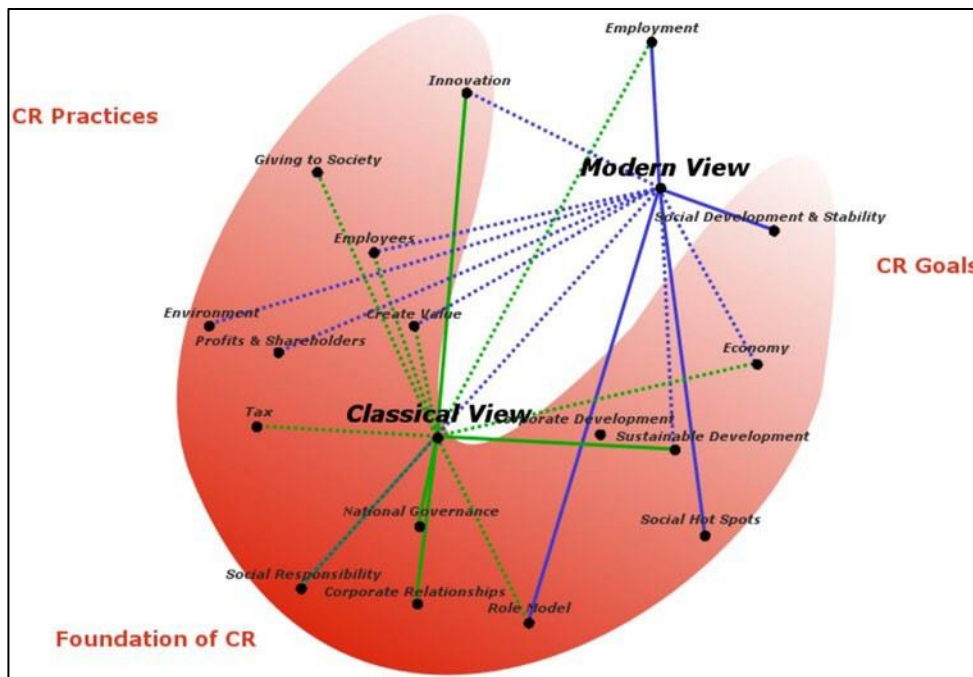 Employment
Innovation
CR Practices
Giving to Society
Modern View
Social Development & Stability
Employees
CR Goals
Environment
Create Value
Profits & Shareholders
Economy
Tax
Classical View
Corporate Development
Sustainable Development
National Governance
Social Hot Spots
Social Responsibility
Corporate Relationships
Role Model
Foundation of CR